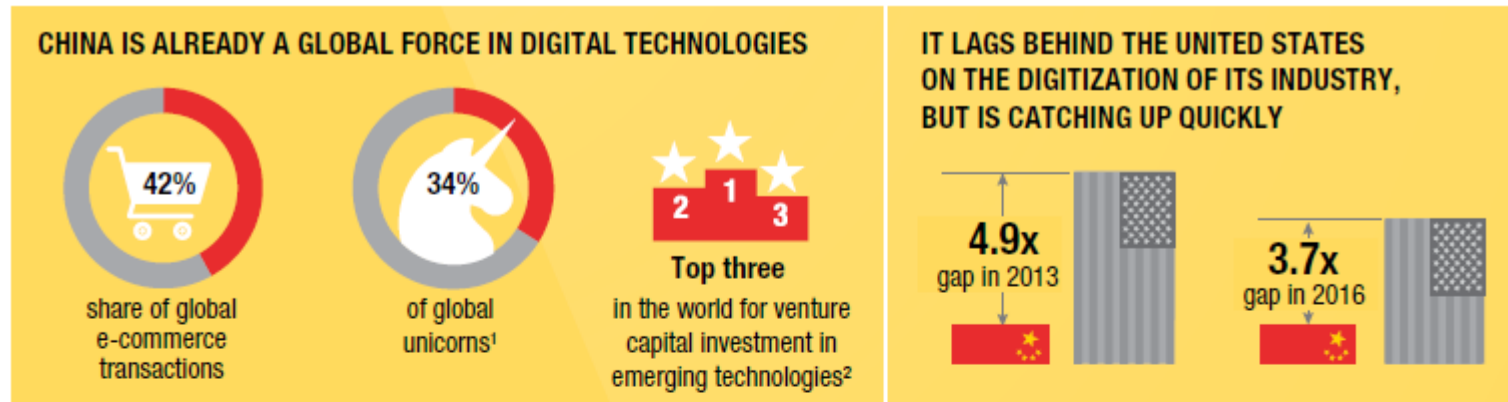 CHINA IS ALREADY A GLOBAL FORCE IN DIGITAL TECHNOLOGIES
42%
share of global
e-commerce
transactions
34%
of global
unicorns¹
2 1 3
Top three
in the world for venture
capital investment in
emerging technologies²
IT LAGS BEHIND THE UNITED STATES
ON THE DIGITIZATION OF ITS INDUSTRY,
BUT IS CATCHING UP QUICKLY
4.9x
gap in 2013
3.7x
gap in 2016